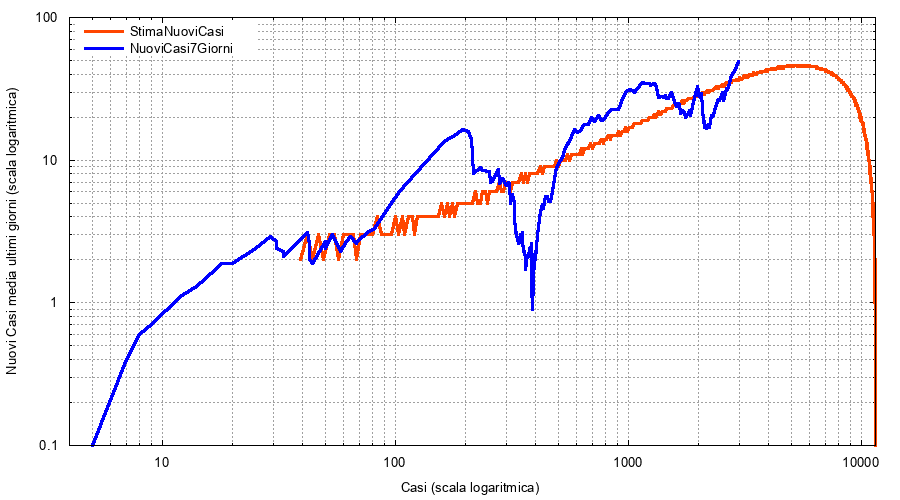 StimaNuoviCasi
NuoviCasi7Giorni
Nuovi Casi media ultimi giorni (scala logaritmica)
100
10
1
0.1
10
100
1000
10000
Casi (scala logaritmica)